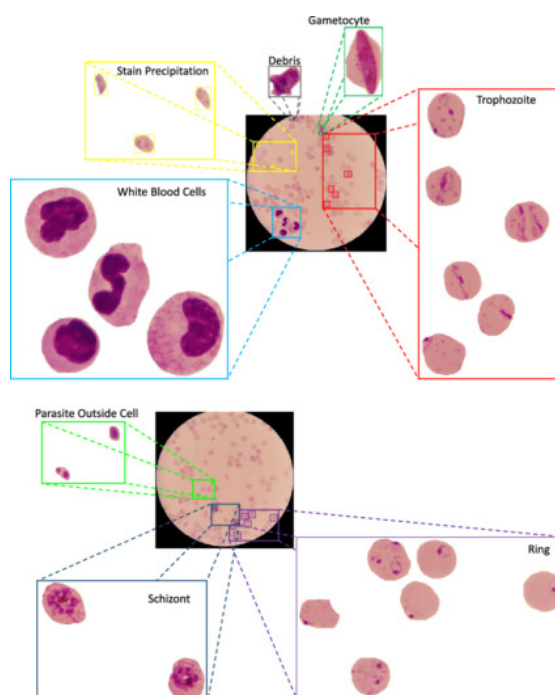 Gametocyte
Debris
Stain Precipitation
Trophozoite
White Blood Cells
Parasite Outside Cell
Ring
Schizont